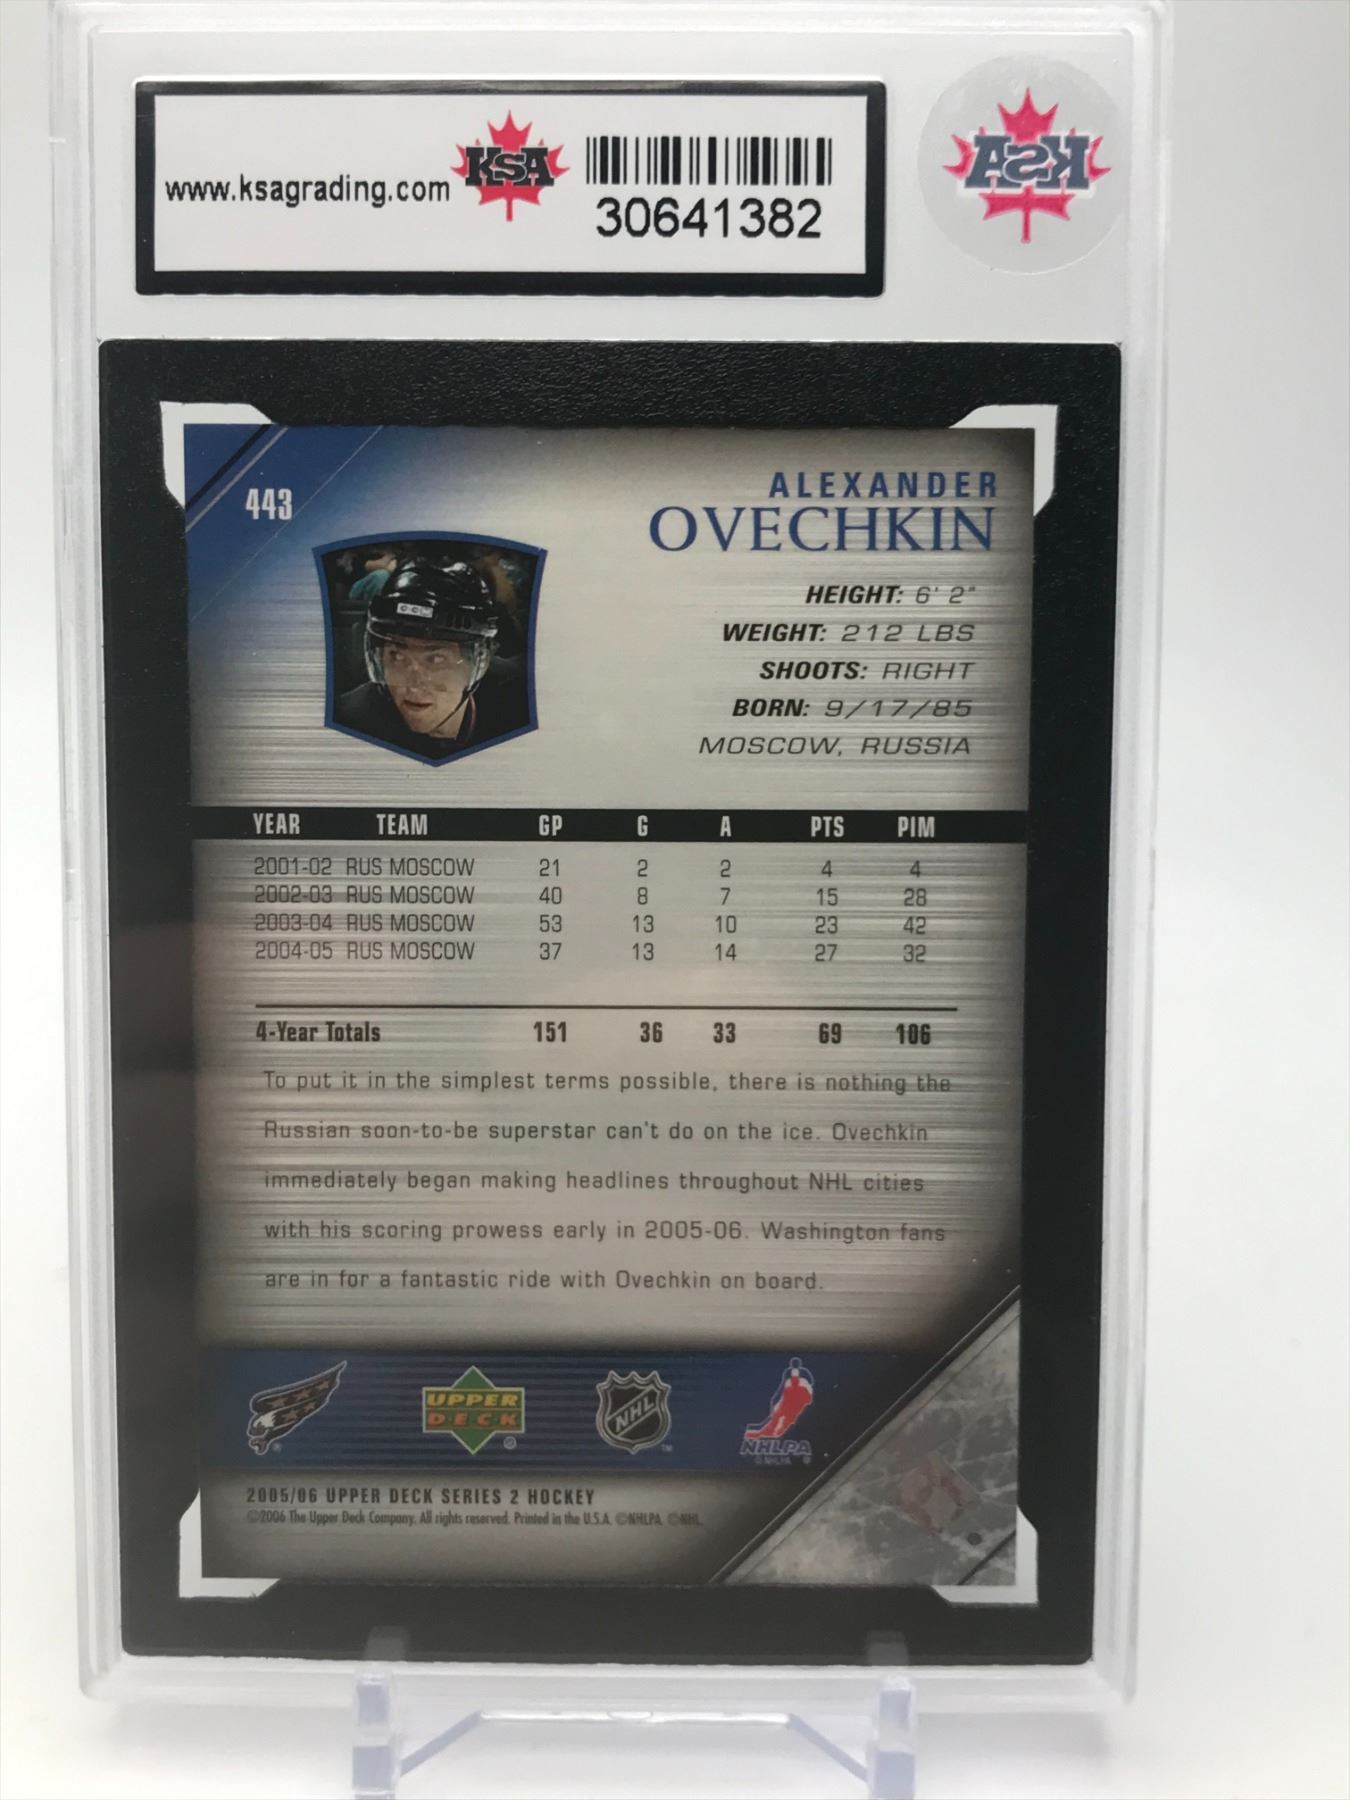 www.ksagrading.com KSA
30641382
KSA
443
ALEXANDER
OVECHKIN
CCM
HEIGHT: 6' 2"
WEIGHT: 212 LBS
SHOOTS: RIGHT
BORN: 9/17/85
MOSCOW, RUSSIA
YEAR TEAM GP G A PTS PIM
2001-02 RUS MOSCOW 21 2 2 4 4
2002-03 RUS MOSCOW 40 8 7 15 28
2003-04 RUS MOSCOW 53 13 10 23 42
2004-05 RUS MOSCOW 37 13 14 27 32
4-Year Totals 151 36 33 69 106
To put it in the simplest terms possible, there is nothing the
Russian soon-to-be superstar can't do on the ice. Ovechkin
immediately began making headlines throughout NHL cities
with his scoring prowess early in 2005-06. Washington fans
are in for a fantastic ride with Ovechkin on board.
UPPER
DECK
®
NHL
™
NHLPA
© NHLPA ®
2005/06 UPPER DECK SERIES 2 HOCKEY
©2006 The Upper Deck Company. All rights reserved. Printed in the U.S.A. ©NHLPA ©NHL